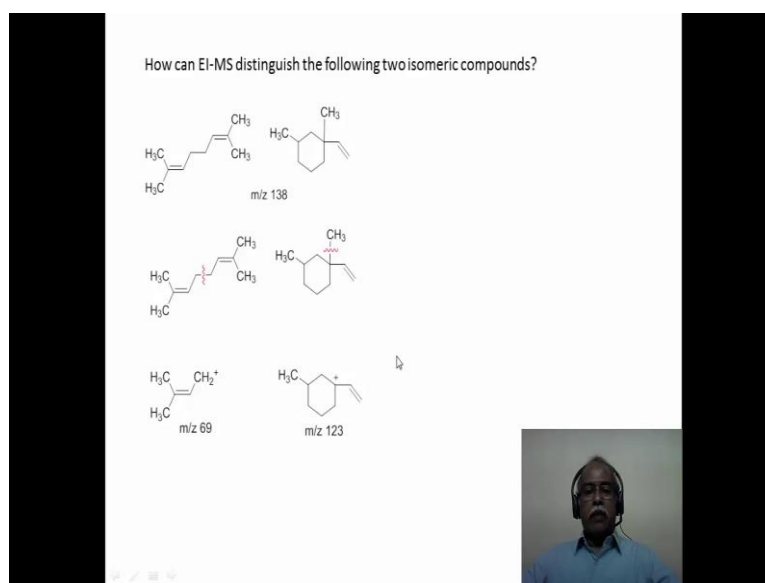 How can EI-MS distinguish the following two isomeric compounds?
CH₃
CH₃
H₃C
H₃C
CH₃
H₃C
m/z 138
CH₃
CH₃
H₃C
H₃C
CH₃
H₃C
H₃C
CH₂⁺
H₃C
+
H₃C
m/z 69
m/z 123